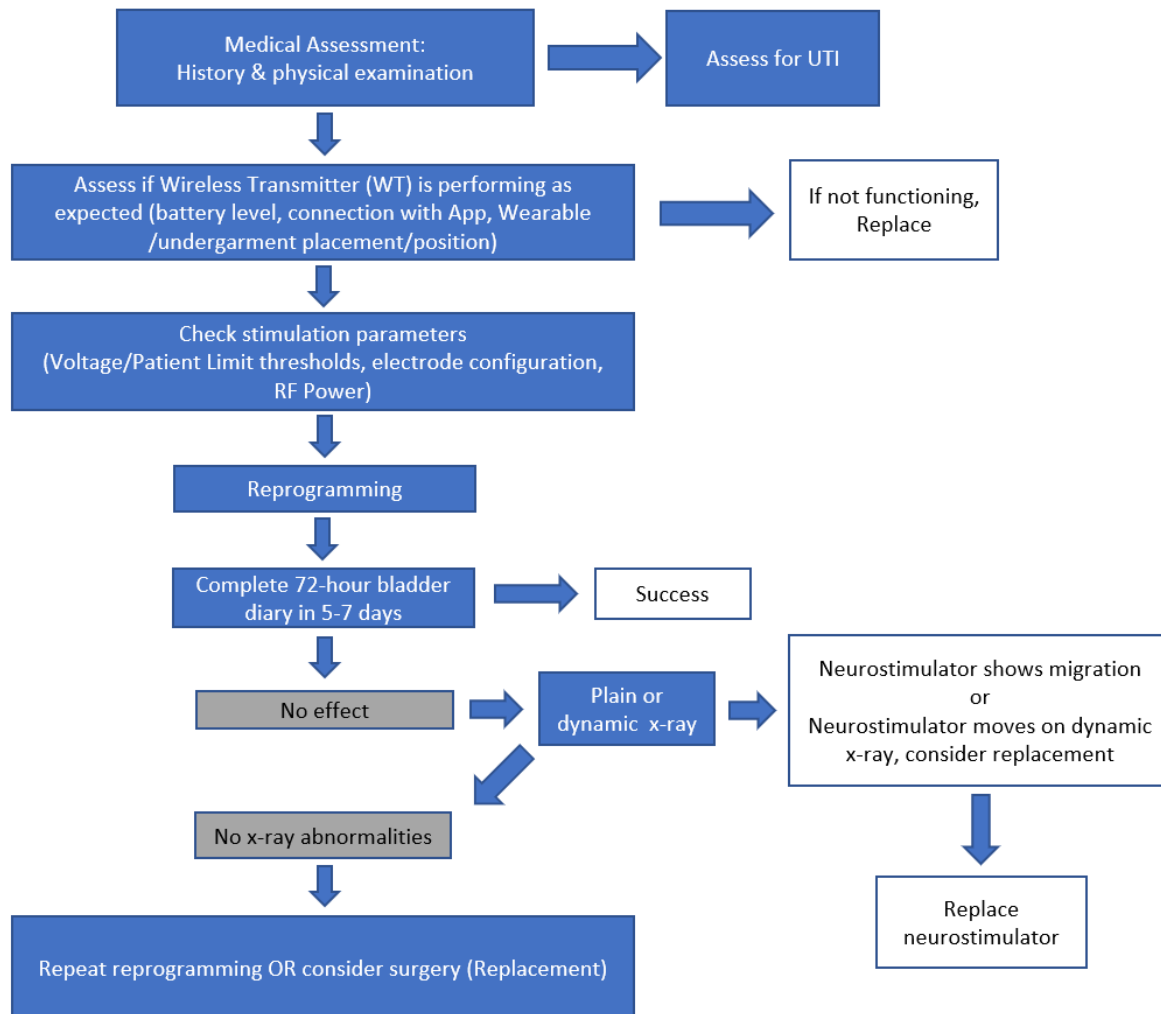 Medical Assessment:
History & physical examination
Assess for UTI
Assess if Wireless Transmitter (WT) is performing as
expected (battery level, connection with App, Wearable
/undergarment placement/position)
If not functioning,
Replace
Check stimulation parameters
(Voltage/Patient Limit thresholds, electrode configuration,
RF Power)
Reprogramming
Complete 72-hour bladder
diary in 5-7 days
Success
No effect
Plain or
dynamic x-ray
Neurostimulator shows migration
or
Neurostimulator moves on dynamic
x-ray, consider replacement
No x-ray abnormalities
Replace
neurostimulator
Repeat reprogramming OR consider surgery (Replacement)